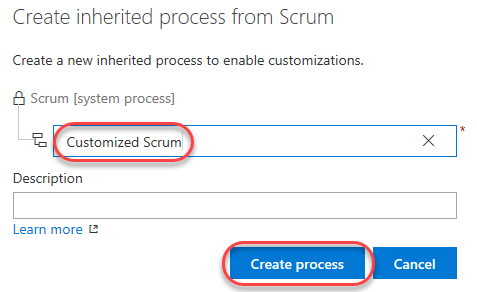 Create inherited process from Scrum
Create a new inherited process to enable customizations.
Scrum [system process]
Customized Scrum
*
Description
Learn more
Create process Cancel